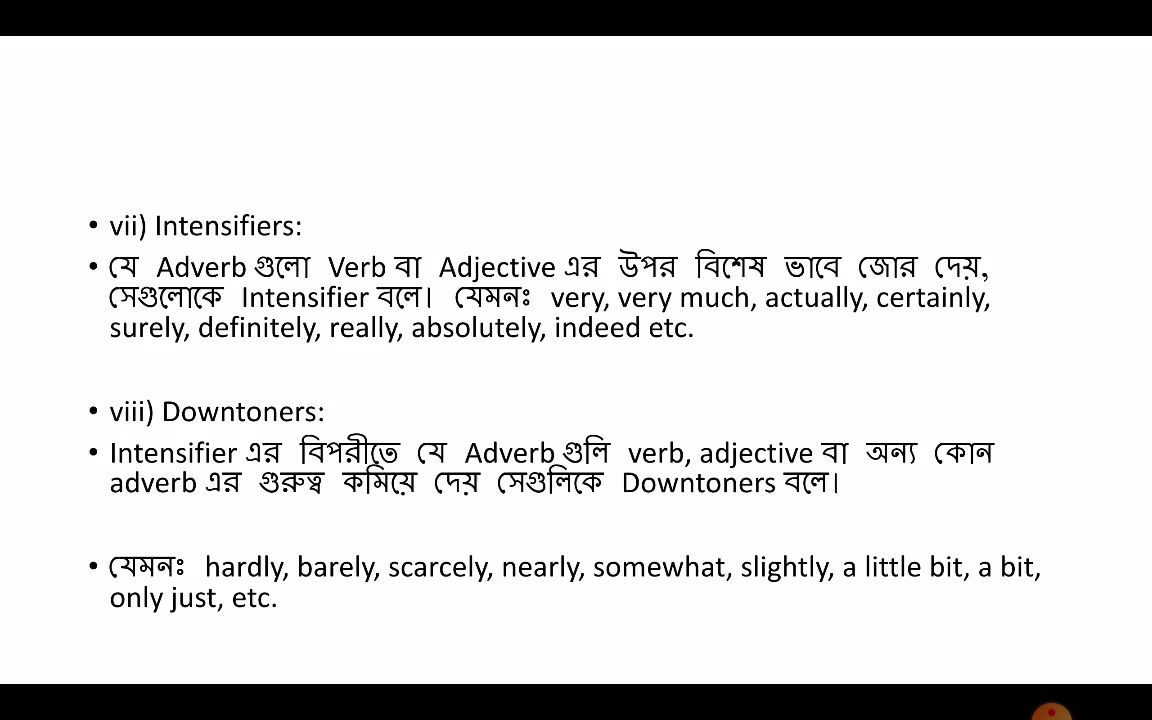 • vii) Intensifiers:
• যে Adverb গুলো Verb বা Adjective এর উপর বিশেষ ভাবে জোর দেয়,
সেগুলোকে Intensifier বলে। যেমনঃ very, very much, actually, certainly,
surely, definitely, really, absolutely, indeed etc.
• viii) Downtoners:
• Intensifier এর বিপরীতে যে Adverb গুলি verb, adjective বা অন্য কোন
adverb এর গুরুত্ব কমিয়ে দেয় সেগুলিকে Downtoners বলে।
• যেমনঃ hardly, barely, scarcely, nearly, somewhat, slightly, a little bit, a bit,
only just, etc.